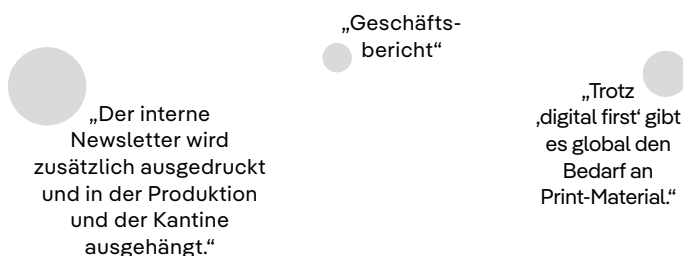 „Geschäfts-
bericht“
„Trotz
‚digital first‘ gibt
es global den
Bedarf an
Print-Material.“
„Der interne
Newsletter wird
zusätzlich ausgedruckt
und in der Produktion
und der Kantine
ausgehängt.“